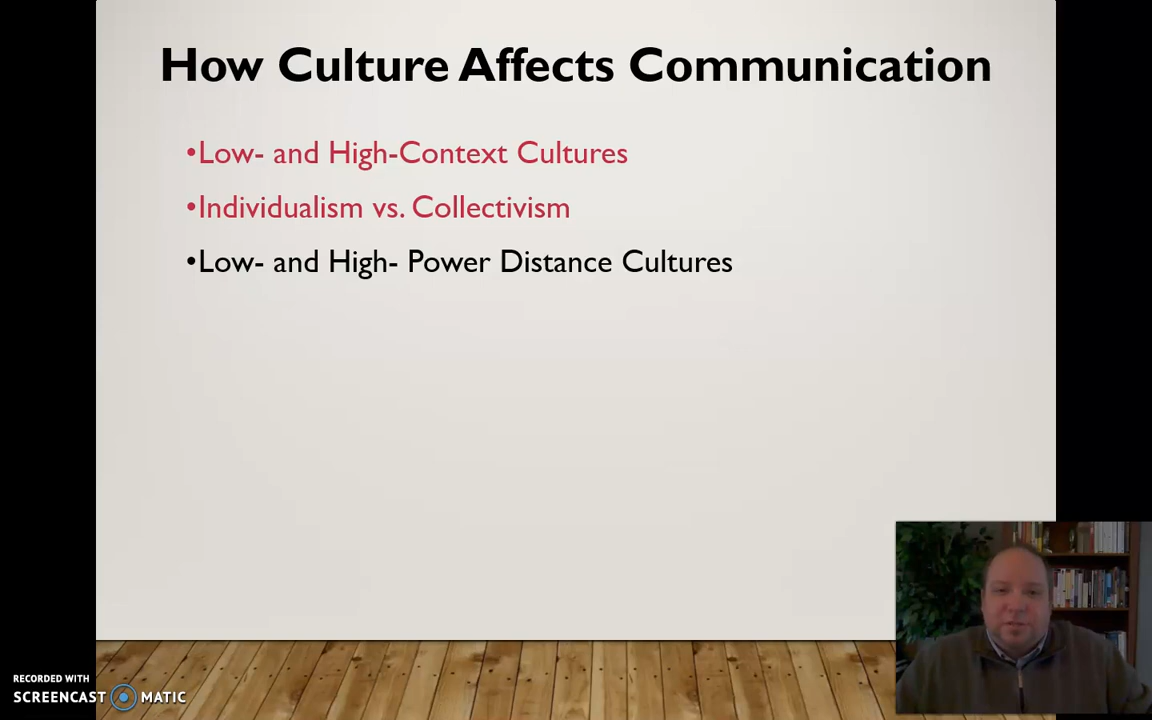 How Culture Affects Communication
•Low- and High-Context Cultures
•Individualism vs. Collectivism
•Low- and High- Power Distance Cultures
RECORDED WITH
SCREENCAST MATIC